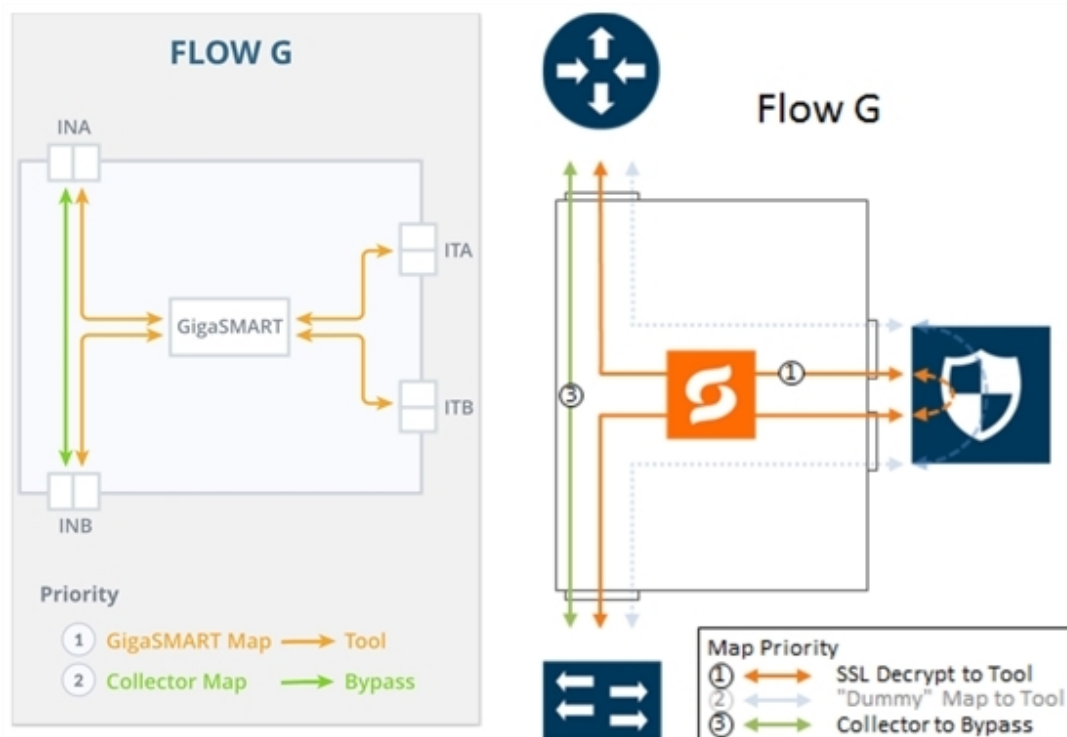 FLOW G
INA
ITA
GigaSMART
ITB
INB
Priority
1 GigaSMART Map Tool
2 Collector Map Bypass
Flow G
1
3
Map Priority
1 SSL Decrypt to Tool
2 "Dummy" Map to Tool
3 Collector to Bypass